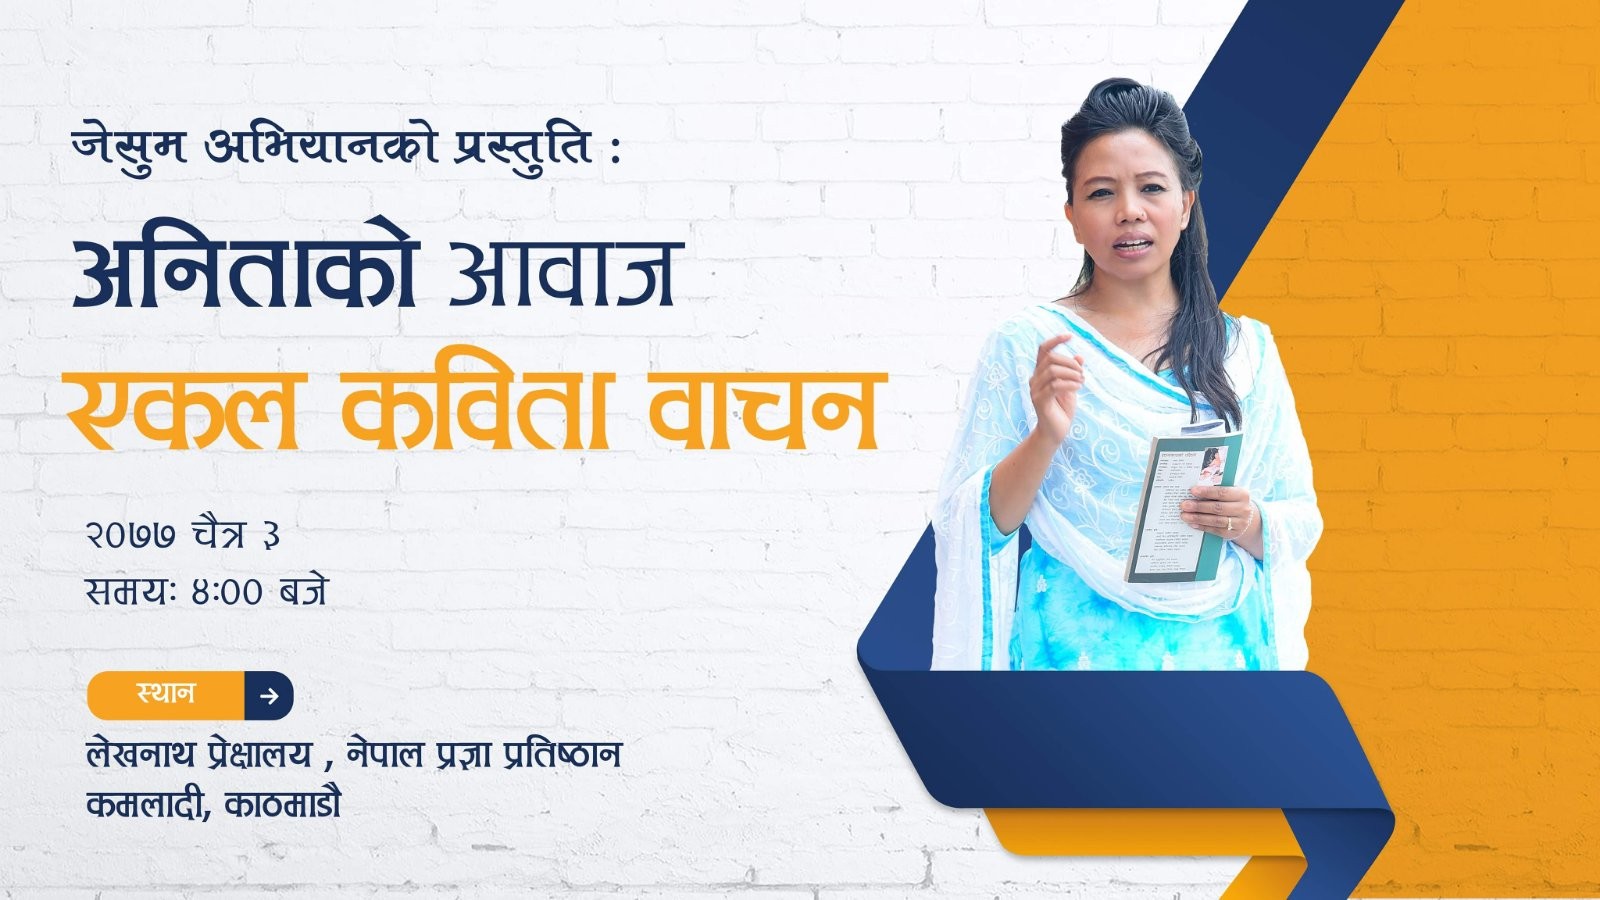 जेसुम अभियानको प्रस्तुति :
अनिताको आवाज
एकल कविता वाचन
२०७७ चैत्र ३
समयः ४:०० बजे
स्थान
लेखनाथ प्रेक्षालय , नेपाल प्रज्ञा प्रतिष्ठान
कमलादी, काठमाडौ